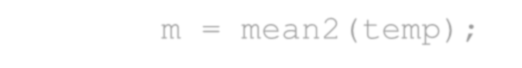 m = mean2(temp);